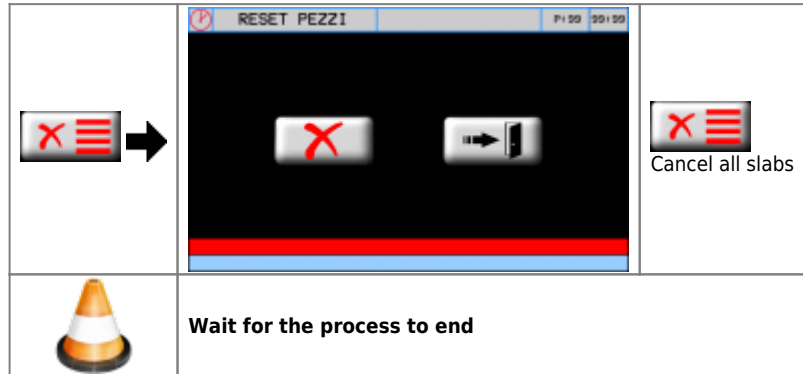 RESET PEZZI
P:99 99:99
Cancel all slabs
Wait for the process to end